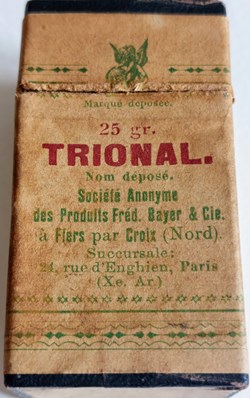 Marque déposée.
25 gr.
TRIONAL.
Nom déposé.
Société Anonyme
des Produits Fréd. Bayer & Cie.
à Flers par Croix (Nord).
Succursale:
24, rue d'Enghien, Paris
(Xe. Ar.)